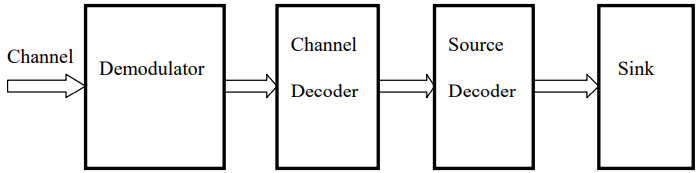 Channel
Demodulator
Channel
Decoder
Source
Decoder
Sink